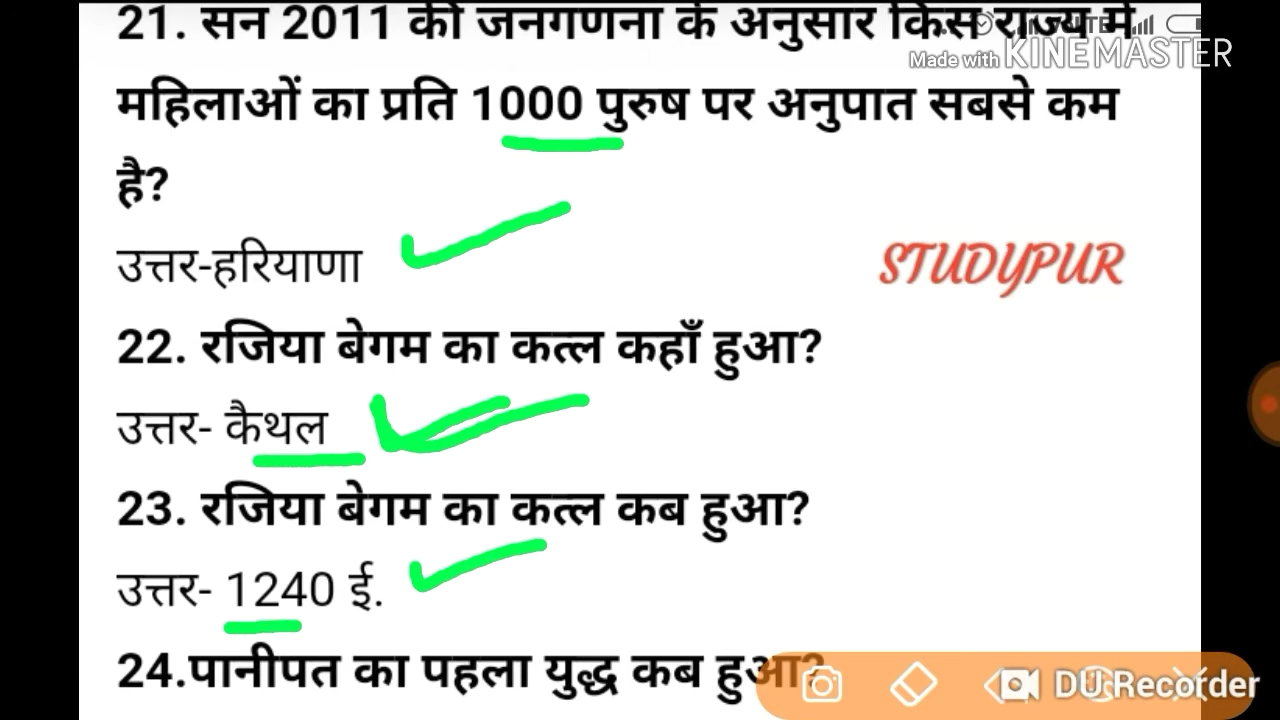 21. सन 2011 की जनगणना के अनुसार किस राज्य में
Made with KINEMASTER
महिलाओं का प्रति 1000 पुरुष पर अनुपात सबसे कम
है?
उत्तर-हरियाणा
STUDYPUR
22. रजिया बेगम का कत्ल कहाँ हुआ?
उत्तर- कैथल
23. रजिया बेगम का कत्ल कब हुआ?
उत्तर- 1240 ई.
24.पानीपत का पहला युद्ध कब हुआ?
DU Recorder